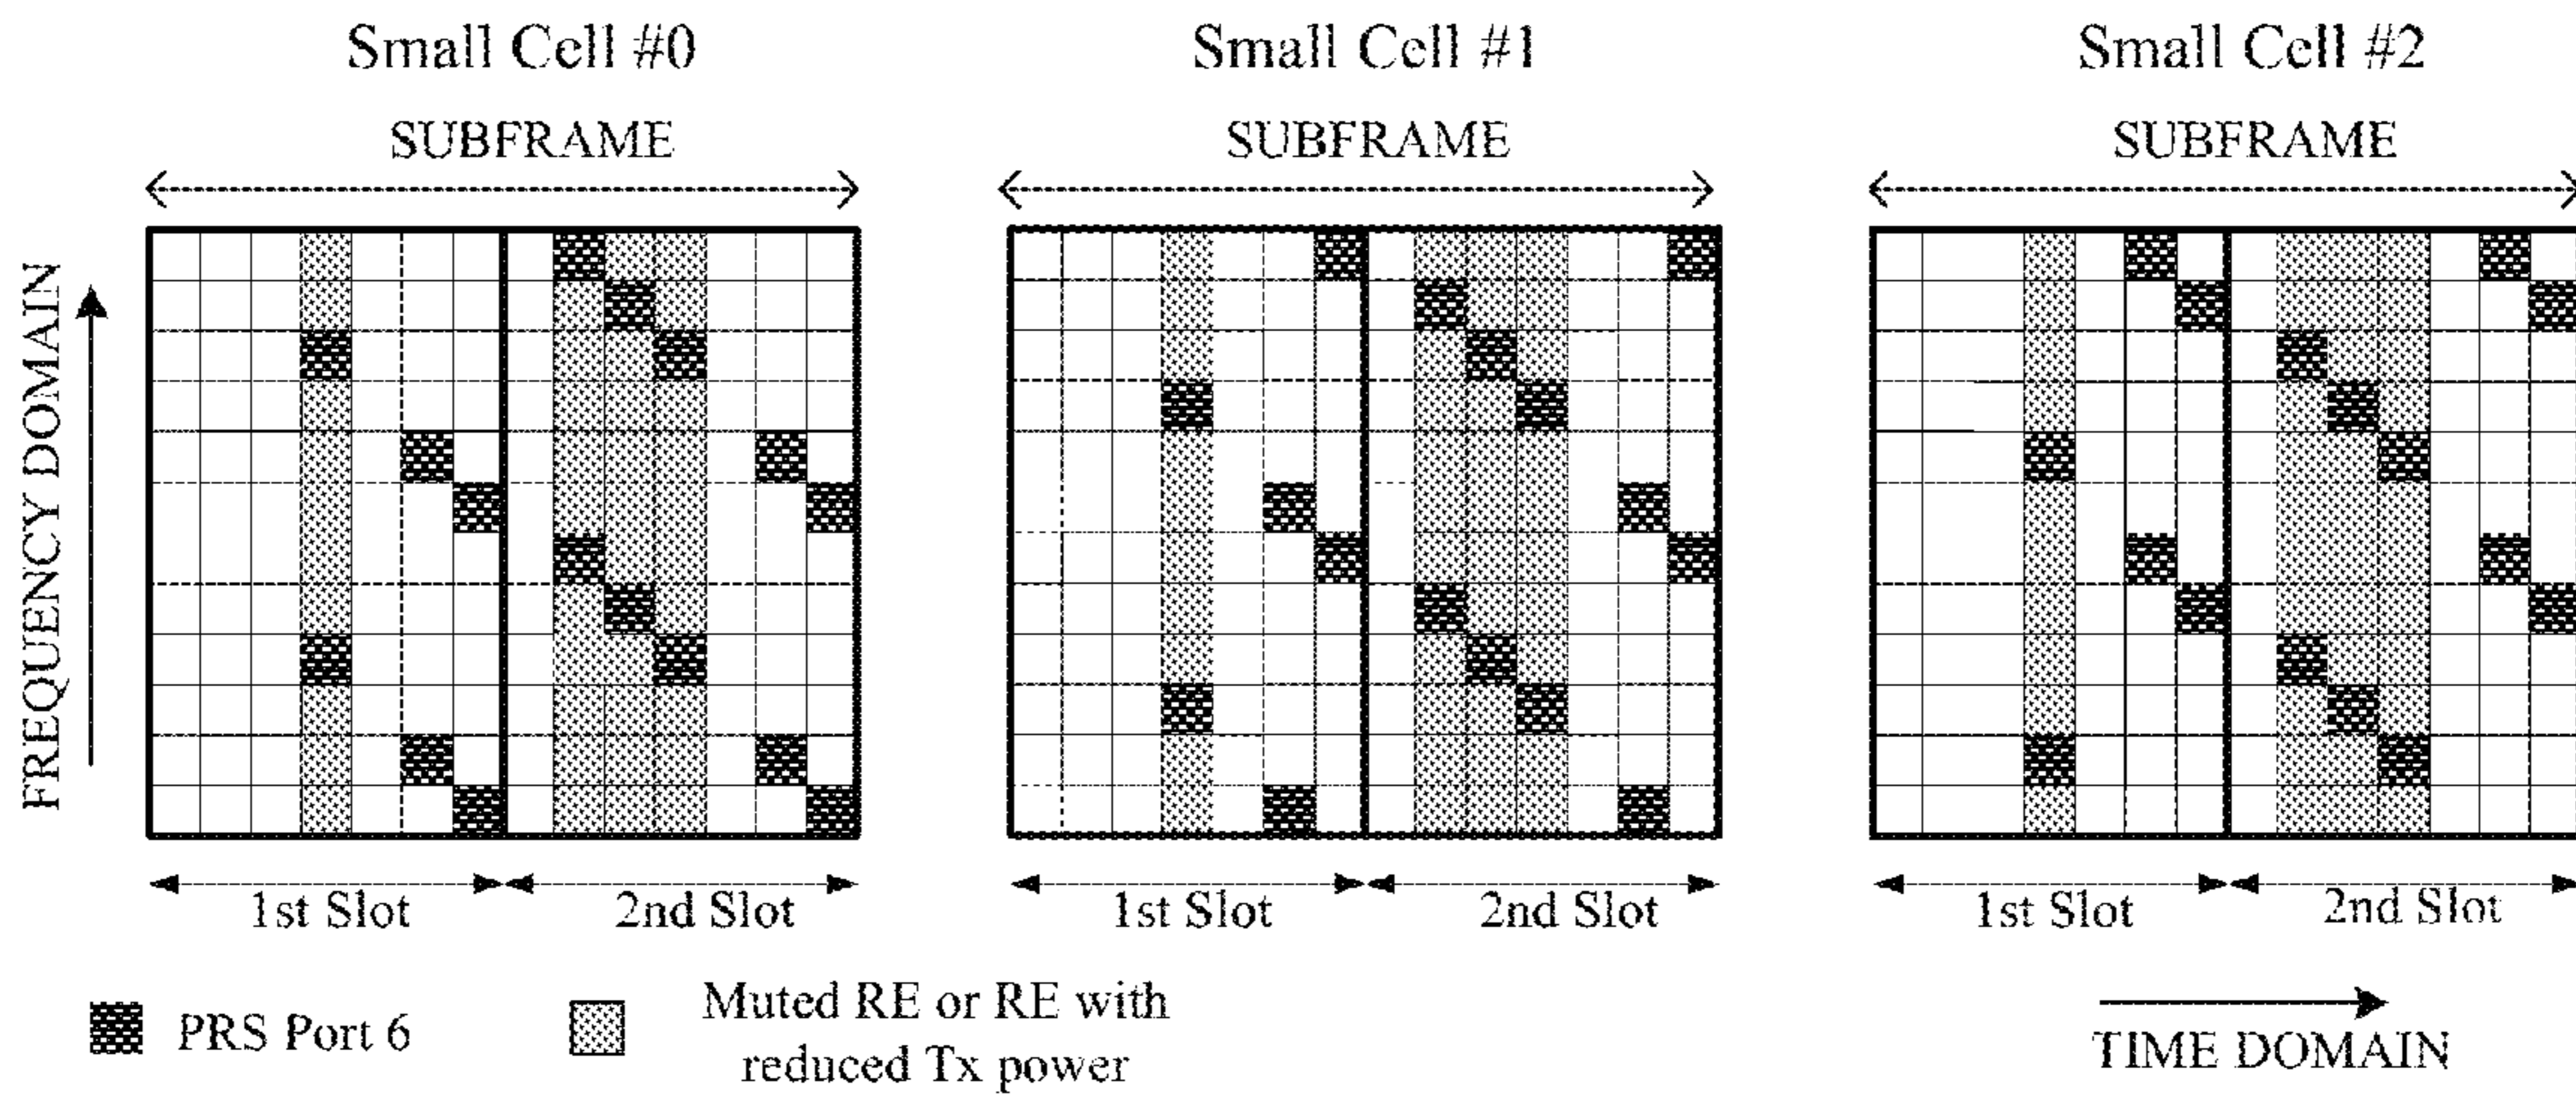 Small Cell #0
Small Cell #1
Small Cell #2
SUBFRAME
SUBFRAME
SUBFRAME
FREQUENCY DOMAIN
1st Slot
2nd Slot
1st Slot
2nd Slot
1st Slot
2nd Slot
PRS Port 6
Muted RE or RE with
reduced Tx power
TIME DOMAIN